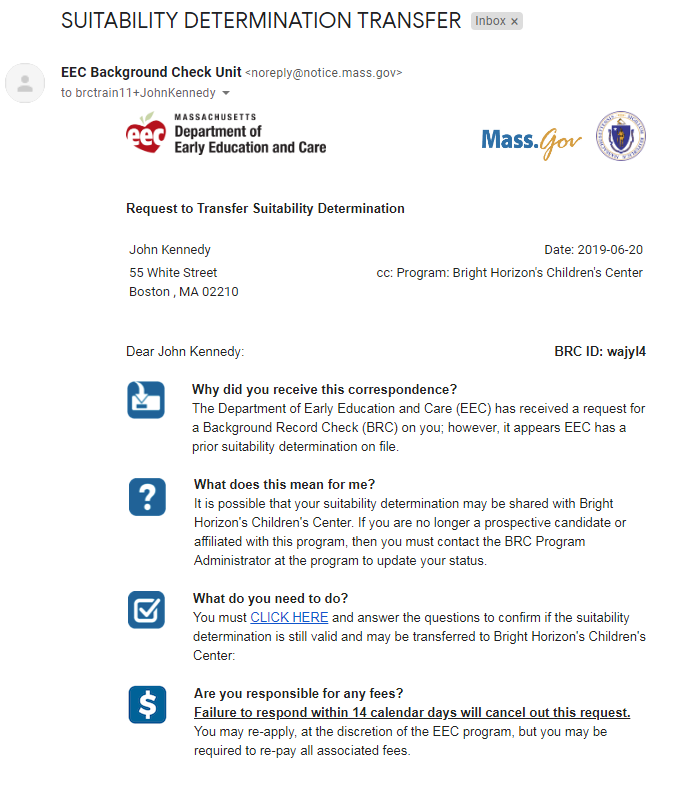 SUITABILITY DETERMINATION TRANSFER Inbox ×
EEC Background Check Unit <noreply@notice.mass.gov>
to brctrain11+JohnKennedy
MASSACHUSETTS
eec Department of
Early Education and Care
Mass.Gov
Request to Transfer Suitability Determination
John Kennedy Date: 2019-06-20
55 White Street cc: Program: Bright Horizon's Children's Center
Boston , MA 02210
Dear John Kennedy: BRC ID: wajyl4
Why did you receive this correspondence?
The Department of Early Education and Care (EEC) has received a request for
a Background Record Check (BRC) on you; however, it appears EEC has a
prior suitability determination on file.
What does this mean for me?
It is possible that your suitability determination may be shared with Bright
Horizon's Children's Center. If you are no longer a prospective candidate or
affiliated with this program, then you must contact the BRC Program
Administrator at the program to update your status.
What do you need to do?
You must CLICK HERE and answer the questions to confirm if the suitability
determination is still valid and may be transferred to Bright Horizon's Children's
Center:
Are you responsible for any fees?
Failure to respond within 14 calendar days will cancel out this request.
You may re-apply, at the discretion of the EEC program, but you may be
required to re-pay all associated fees.